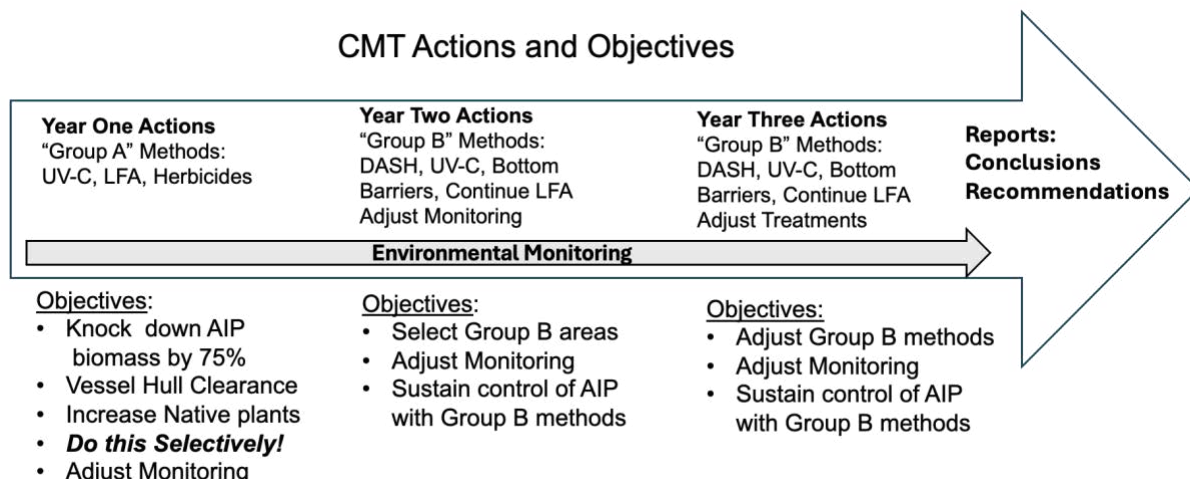 CMT Actions and Objectives
Year One Actions
“Group A” Methods:
UV-C, LFA, Herbicides
Year Two Actions
“Group B” Methods:
DASH, UV-C, Bottom
Barriers, Continue LFA
Adjust Monitoring
Year Three Actions
“Group B” Methods:
DASH, UV-C, Bottom
Barriers, Continue LFA
Adjust Treatments
Reports:
Conclusions
Recommendations
Environmental Monitoring
Objectives:
• Knock down AIP
biomass by 75%
• Vessel Hull Clearance
• Increase Native plants
• Do this Selectively!
• Adjust Monitoring
Objectives:
• Select Group B areas
• Adjust Monitoring
• Sustain control of AIP
with Group B methods
Objectives:
• Adjust Group B methods
• Adjust Monitoring
• Sustain control of AIP
with Group B methods